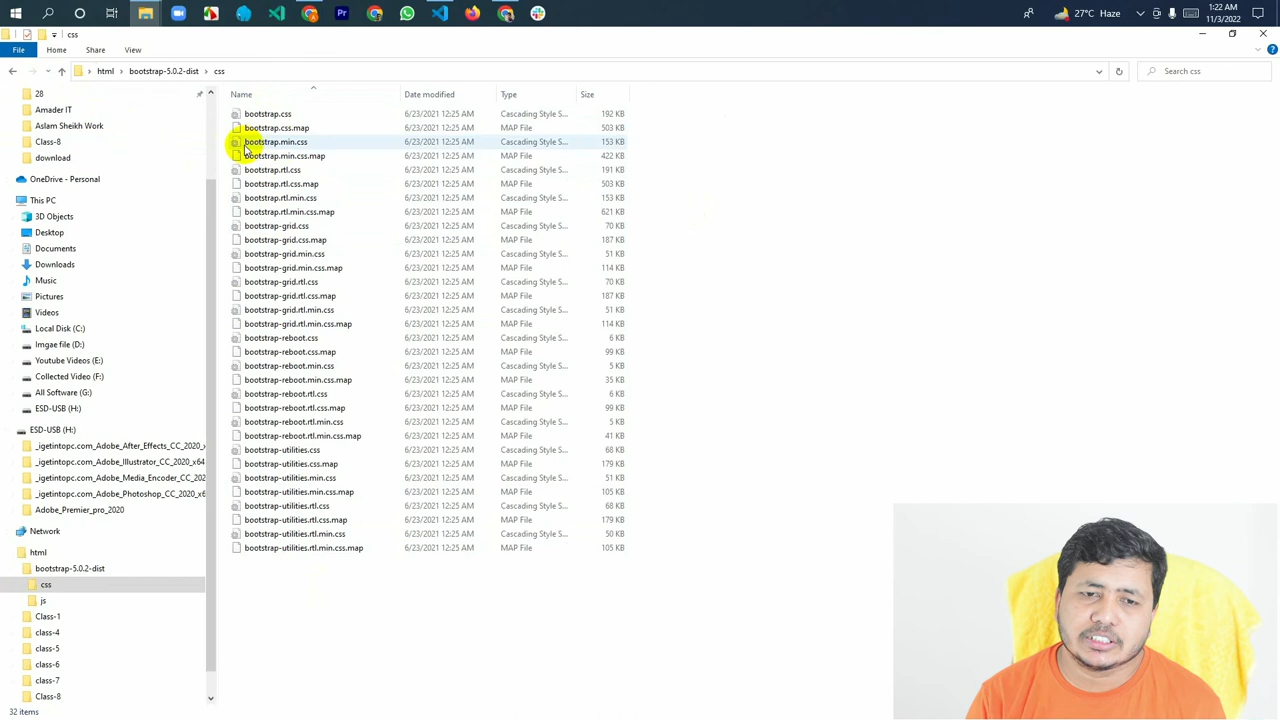 Pr
1:22 AM
27°C Haze
11/3/2022
css
File
Home
Share
View
html
bootstrap-5.0.2-dist
css
Search css
Name
Date modified
Type
Size
28
Amader IT
Aslam Sheikh Work
Class-8
download
OneDrive - Personal
This PC
3D Objects
Desktop
Documents
Downloads
Music
Pictures
Videos
Local Disk (C:)
Imgae file (D:)
Youtube Videos (E:)
Collected Video (F:)
All Software (G:)
ESD-USB (H:)
ESD-USB (H:)
_igetintopc.com_Adobe_After_Effects_CC_2020_x
_igetintopc.com_Adobe_Illustrator_CC_2020_x64
_igetintopc.com_Adobe_Media_Encoder_CC_202
_igetintopc.com_Adobe_Photoshop_CC_2020_x6
Adobe_Premier_pro_2020
Network
html
bootstrap-5.0.2-dist
css
js
Class-1
class-4
class-5
class-6
class-7
Class-8
bootstrap.css 6/23/2021 12:25 AM Cascading Style S... 192 KB
bootstrap.css.map 6/23/2021 12:25 AM MAP File 503 KB
bootstrap.min.css 6/23/2021 12:25 AM Cascading Style S... 153 KB
bootstrap.min.css.map 6/23/2021 12:25 AM MAP File 422 KB
bootstrap.rtl.css 6/23/2021 12:25 AM Cascading Style S... 191 KB
bootstrap.rtl.css.map 6/23/2021 12:25 AM MAP File 503 KB
bootstrap.rtl.min.css 6/23/2021 12:25 AM Cascading Style S... 153 KB
bootstrap.rtl.min.css.map 6/23/2021 12:25 AM MAP File 621 KB
bootstrap-grid.css 6/23/2021 12:25 AM Cascading Style S... 70 KB
bootstrap-grid.css.map 6/23/2021 12:25 AM MAP File 187 KB
bootstrap-grid.min.css 6/23/2021 12:25 AM Cascading Style S... 51 KB
bootstrap-grid.min.css.map 6/23/2021 12:25 AM MAP File 114 KB
bootstrap-grid.rtl.css 6/23/2021 12:25 AM Cascading Style S... 70 KB
bootstrap-grid.rtl.css.map 6/23/2021 12:25 AM MAP File 187 KB
bootstrap-grid.rtl.min.css 6/23/2021 12:25 AM Cascading Style S... 51 KB
bootstrap-grid.rtl.min.css.map 6/23/2021 12:25 AM MAP File 114 KB
bootstrap-reboot.css 6/23/2021 12:25 AM Cascading Style S... 6 KB
bootstrap-reboot.css.map 6/23/2021 12:25 AM MAP File 99 KB
bootstrap-reboot.min.css 6/23/2021 12:25 AM Cascading Style S... 5 KB
bootstrap-reboot.min.css.map 6/23/2021 12:25 AM MAP File 35 KB
bootstrap-reboot.rtl.css 6/23/2021 12:25 AM Cascading Style S... 6 KB
bootstrap-reboot.rtl.css.map 6/23/2021 12:25 AM MAP File 99 KB
bootstrap-reboot.rtl.min.css 6/23/2021 12:25 AM Cascading Style S... 5 KB
bootstrap-reboot.rtl.min.css.map 6/23/2021 12:25 AM MAP File 41 KB
bootstrap-utilities.css 6/23/2021 12:25 AM Cascading Style S... 68 KB
bootstrap-utilities.css.map 6/23/2021 12:25 AM MAP File 179 KB
bootstrap-utilities.min.css 6/23/2021 12:25 AM Cascading Style S... 51 KB
bootstrap-utilities.min.css.map 6/23/2021 12:25 AM MAP File 105 KB
bootstrap-utilities.rtl.css 6/23/2021 12:25 AM Cascading Style S... 68 KB
bootstrap-utilities.rtl.css.map 6/23/2021 12:25 AM MAP File 179 KB
bootstrap-utilities.rtl.min.css 6/23/2021 12:25 AM Cascading Style S... 50 KB
bootstrap-utilities.rtl.min.css.map 6/23/2021 12:25 AM MAP File 105 KB
32 items